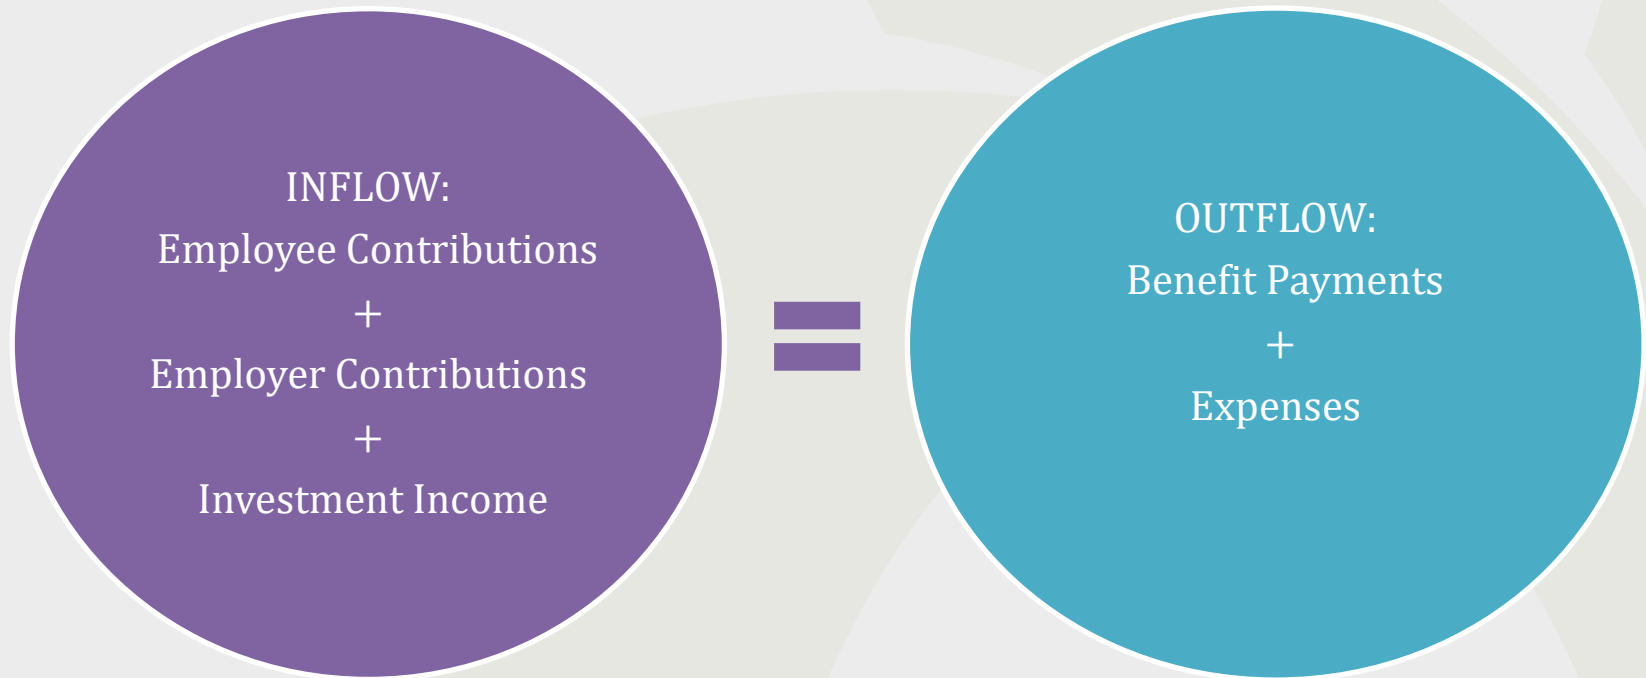 INFLOW:
Employee Contributions
+
Employer Contributions
+
Investment Income
=
OUTFLOW:
Benefit Payments
+
Expenses